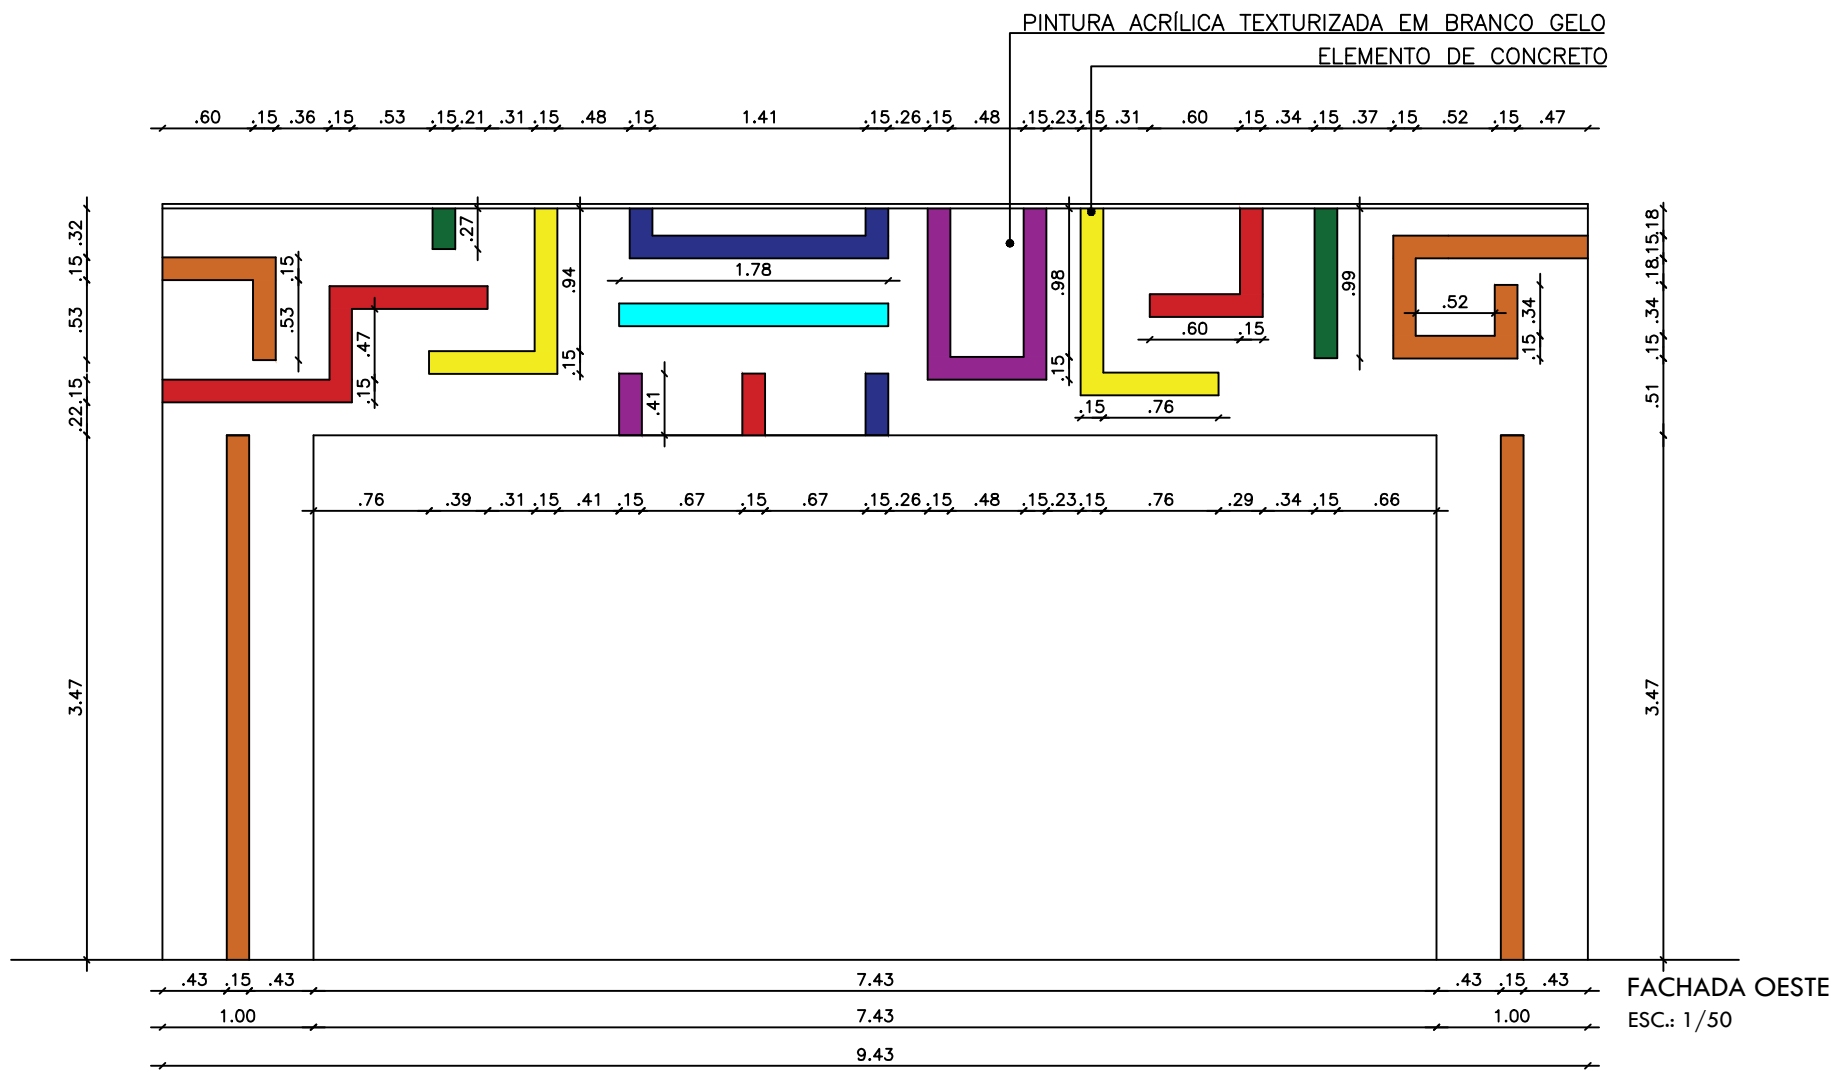 PINTURA ACRÍLICA TEXTURIZADA EM BRANCO GELO
ELEMENTO DE CONCRETO
.60 .15 .36 .15 .53 .15 .21 .31 .15 .48 .15 1.41 .15 .26 .15 .48 .15 .23 .15 .31 .60 .15 .34 .15 .37 .15 .52 .15 .47
.32 .15 .53 .15 .22
3.47
.15 .53
.47 .15
.27
.94 .15
1.78
.41
.98 .15
.15 .76
.60 .15
.99
.52
.34 .15
.18 .15 .18 .34 .15 .51
3.47
.76 .39 .31 .15 .41 .15 .67 .15 .67 .15 .26 .15 .48 .15 .23 .15 .76 .29 .34 .15 .66
.43 .15 .43 7.43 .43 .15 .43
1.00 7.43 1.00
9.43
FACHADA OESTE
ESC.: 1/50